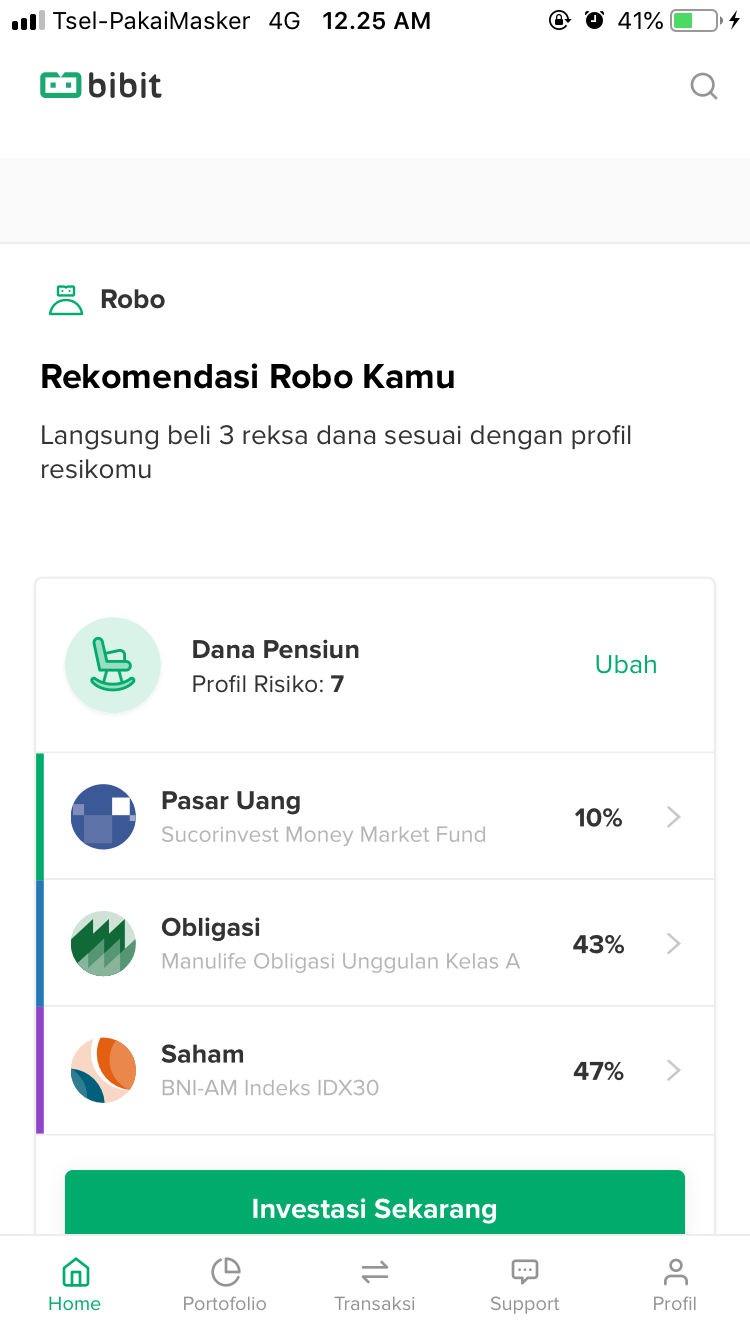 Tsel-PakaiMasker 4G 12.25 AM 41%
bibit
Robo
Rekomendasi Robo Kamu
Langsung beli 3 reksa dana sesuai dengan profil
resikomu
Dana Pensiun
Profil Risiko: 7
Ubah
Pasar Uang
Sucorinvest Money Market Fund
10%
Obligasi
Manulife Obligasi Unggulan Kelas A
43%
Saham
BNI-AM Indeks IDX30
47%
Investasi Sekarang
Home Portofolio Transaksi Support Profil